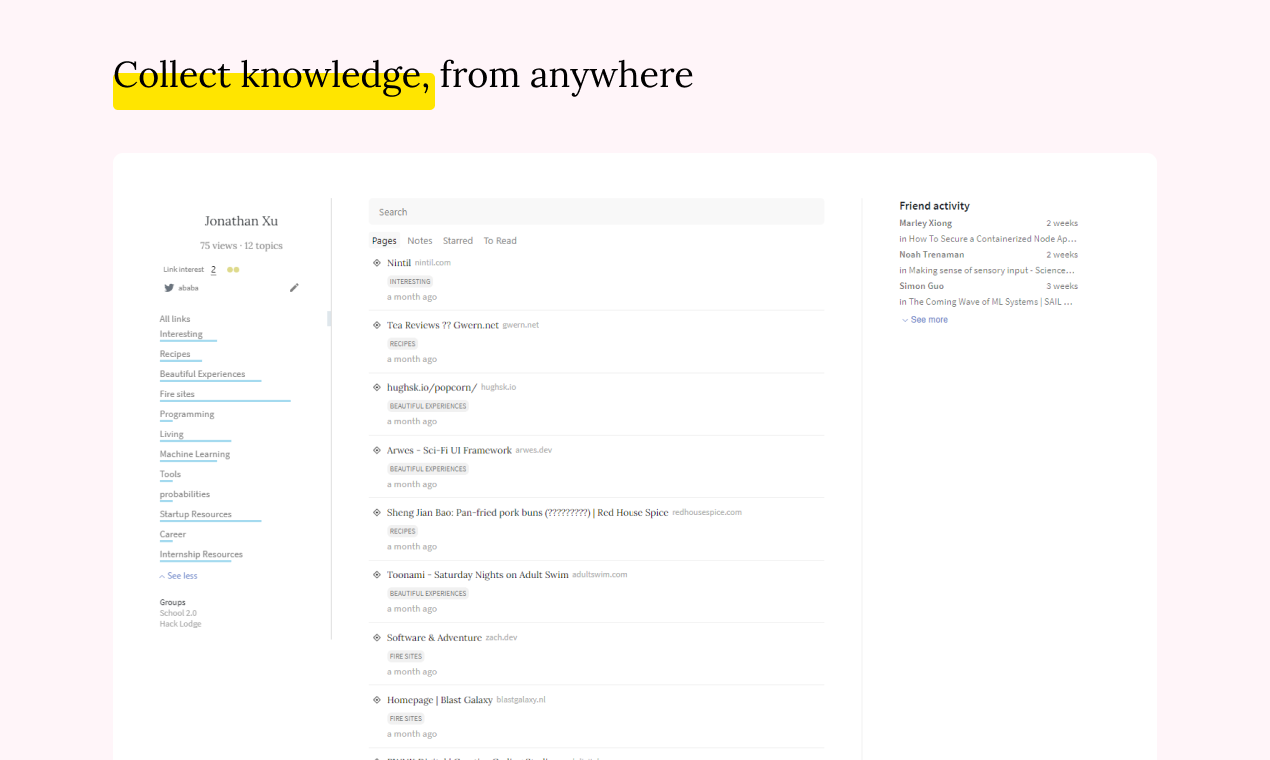 Collect knowledge, from anywhere
Jonathan Xu
75 views · 12 topics
Link interest 2
ababa
All links
Interesting
Recipes
Beautiful Experiences
Fire sites
Programming
Living
Machine Learning
Tools
probabilities
Startup Resources
Career
Internship Resources
See less
Groups
School 2.0
Hack Lodge
Search
Pages Notes Starred To Read
Nintil nintil.com
INTERESTING
a month ago
Tea Reviews ?? Gwern.net gwern.net
RECIPES
a month ago
hughsk.io/popcorn/ hughsk.io
BEAUTIFUL EXPERIENCES
a month ago
Arwes - Sci-Fi UI Framework arwes.dev
BEAUTIFUL EXPERIENCES
a month ago
Sheng Jian Bao: Pan-fried pork buns (?????????) | Red House Spice redhousespice.com
RECIPES
a month ago
Toonami - Saturday Nights on Adult Swim adultswim.com
BEAUTIFUL EXPERIENCES
a month ago
Software & Adventure zach.dev
FIRE SITES
a month ago
Homepage | Blast Galaxy blastgalaxy.nl
FIRE SITES
a month ago
Friend activity
Marley Xiong 2 weeks
in How To Secure a Containerized Node Ap...
Noah Trenaman 2 weeks
in Making sense of sensory input - Science...
Simon Guo 3 weeks
in The Coming Wave of ML Systems | SAIL ...
See more